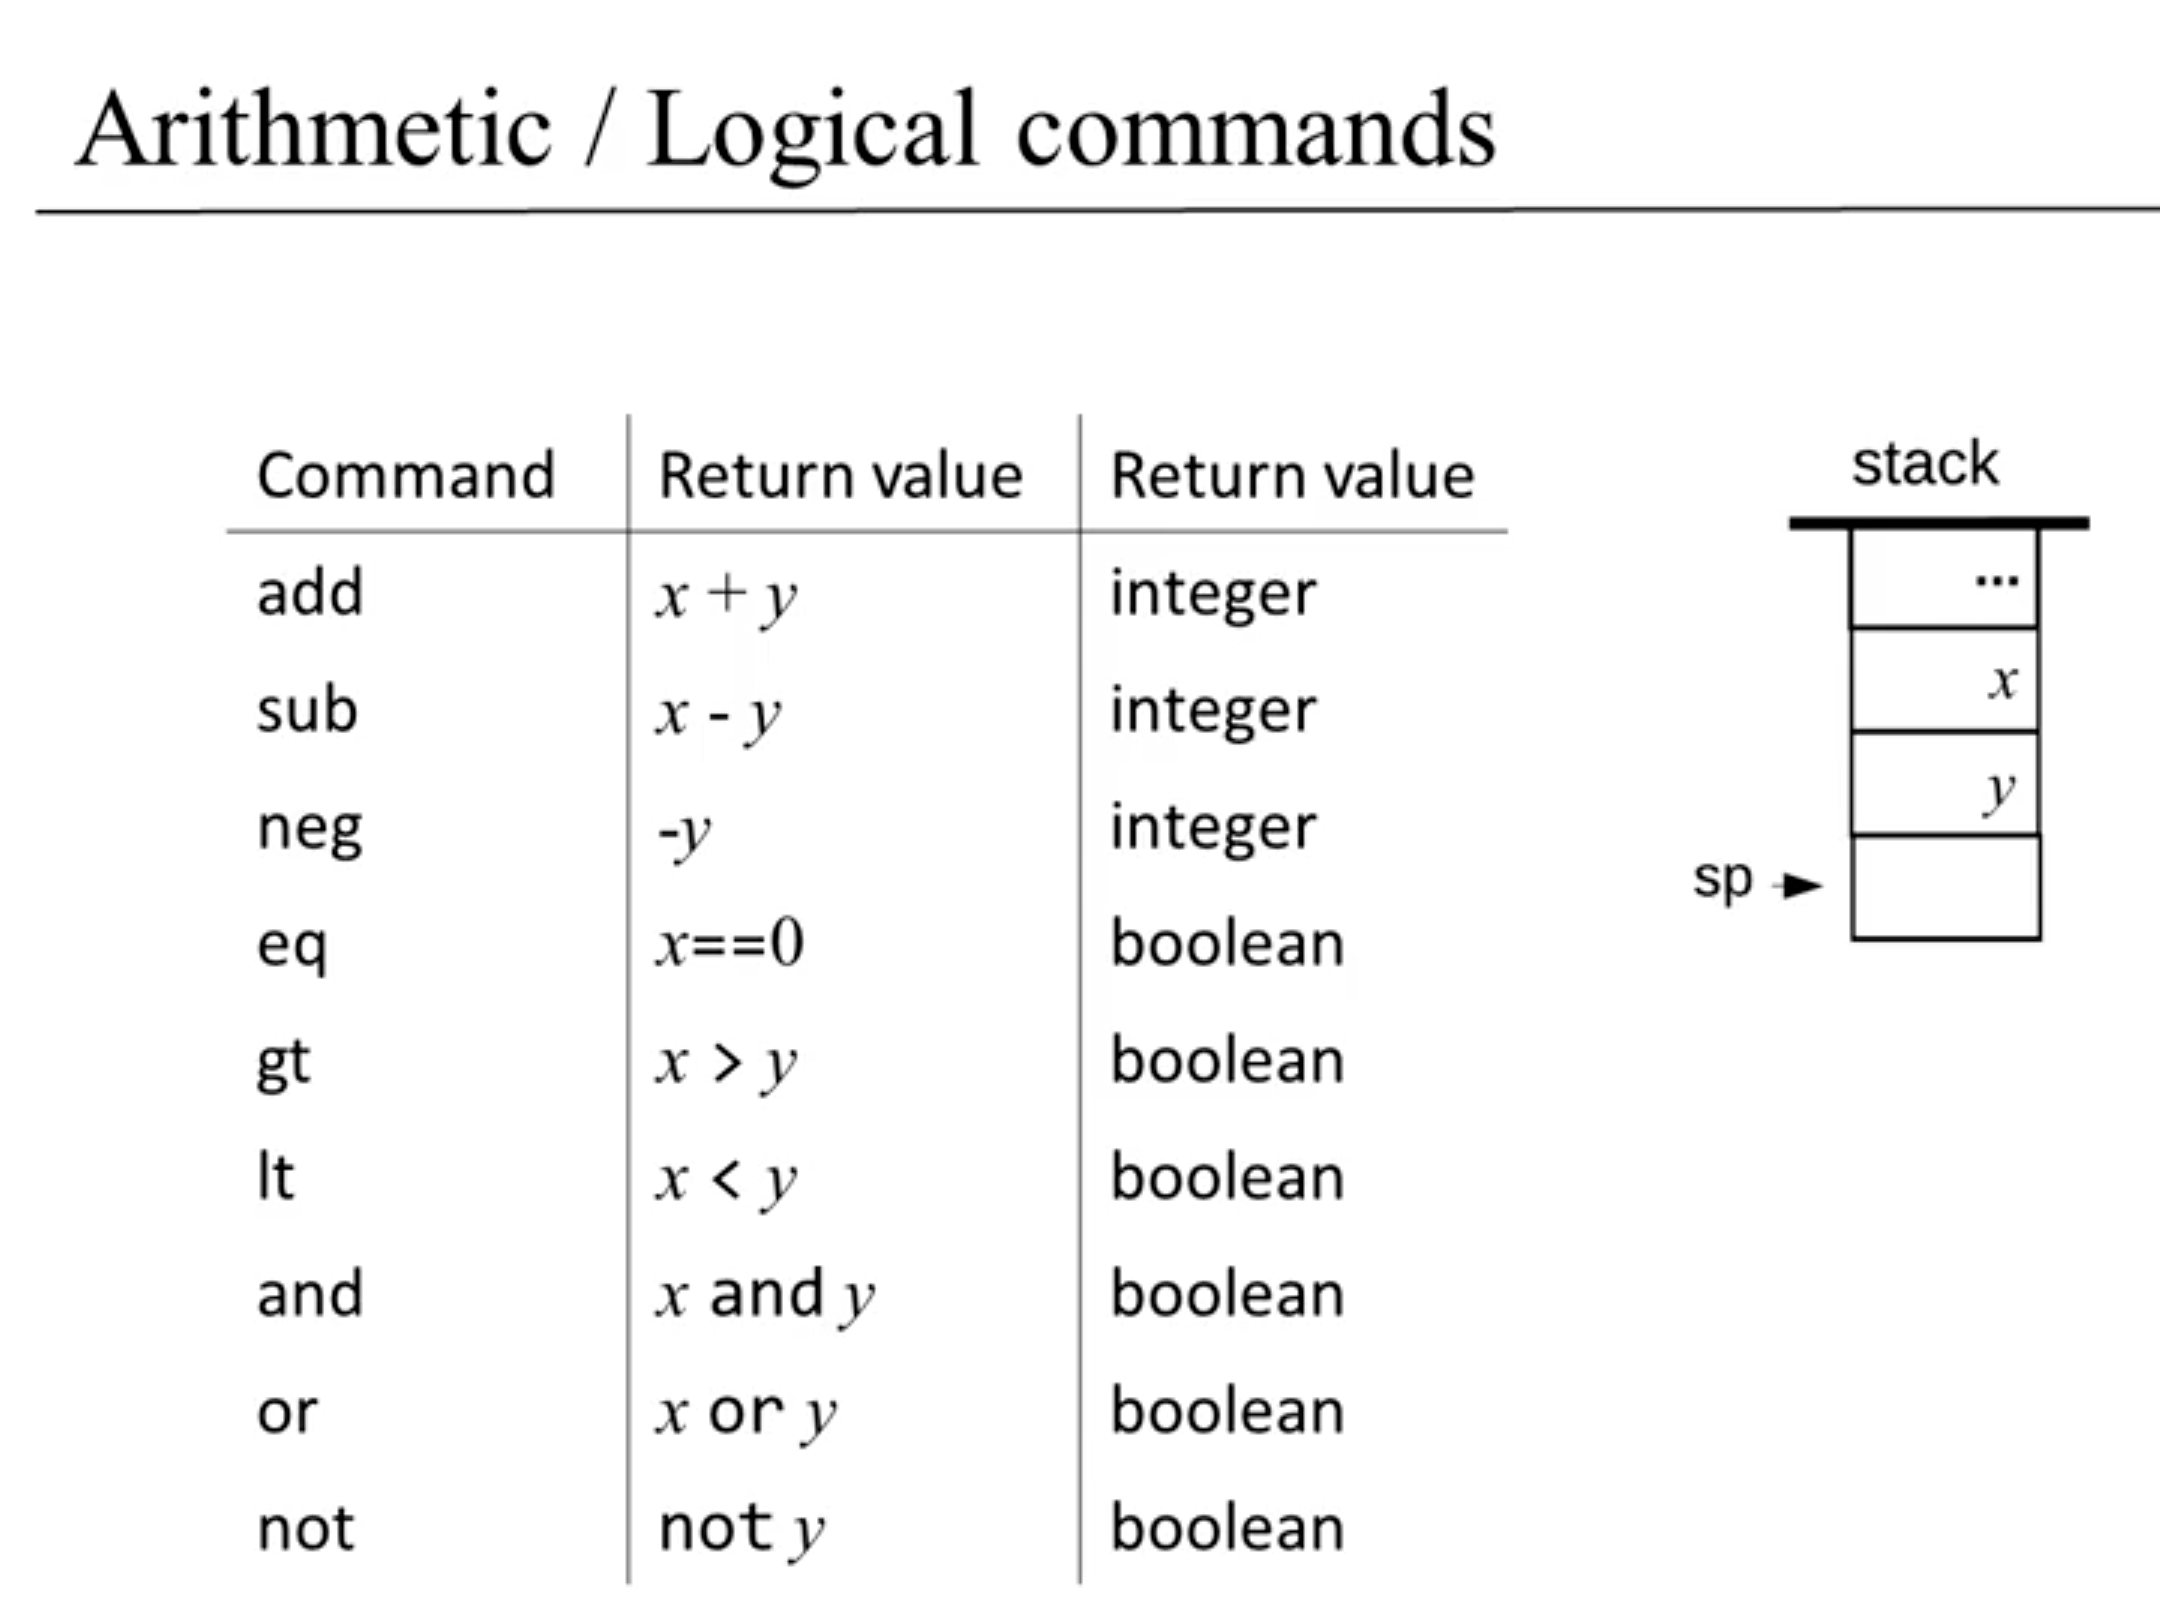 Arithmetic / Logical commands
Command Return value Return value
add x + y integer
sub x - y integer
neg -y integer
eq x==0 boolean
gt x > y boolean
lt x < y boolean
and x and y boolean
or x or y boolean
not not y boolean
stack
...
x
y
sp